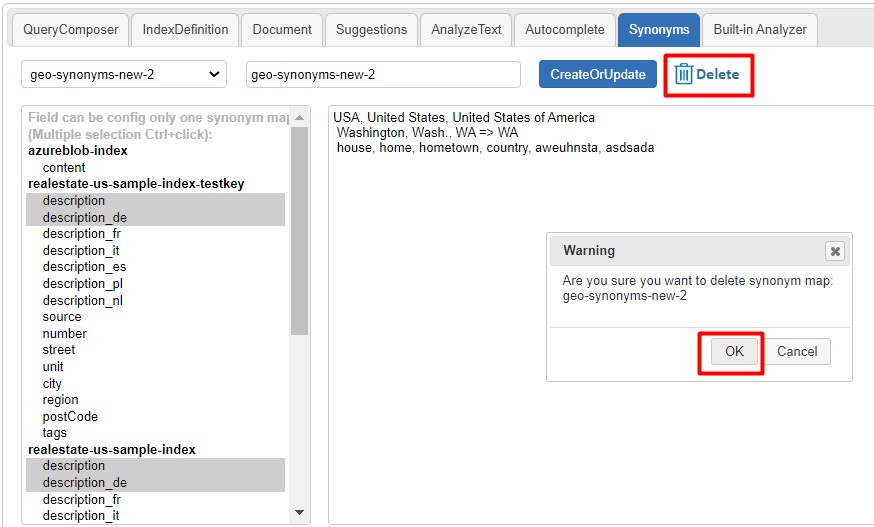 QueryComposer IndexDefinition Document Suggestions AnalyzeText Autocomplete Synonyms Built-in Analyzer
geo-synonyms-new-2 geo-synonyms-new-2 CreateOrUpdate Delete
Field can be config only one synonym map
(Multiple selection Ctrl+click):
azureblob-index
content
realestate-us-sample-index-testkey
description
description_de
description_fr
description_it
description_es
description_pl
description_nl
source
number
street
unit
city
region
postCode
tags
realestate-us-sample-index
description
description_de
description_fr
description_it
USA, United States, United States of America
Washington, Wash., WA => WA
house, home, hometown, country, aweuhnsta, asdsada
Warning
Are you sure you want to delete synonym map:
geo-synonyms-new-2
OK Cancel